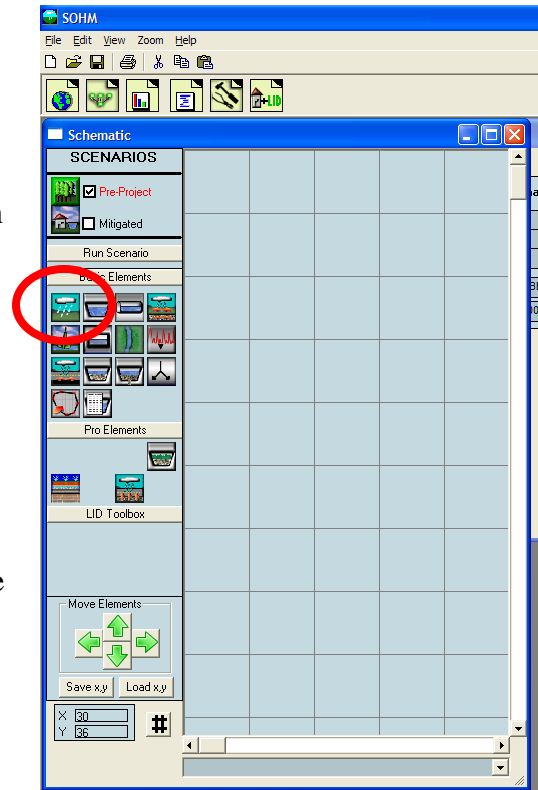 SOHM
File Edit View Zoom Help
+LID
Schematic
SCENARIOS
Pre-Project
Mitigated
Run Scenario
Elements
Pro Elements
LID Toolbox
Move Elements
Save x,y Load x,y
X 30
Y 36
#
e